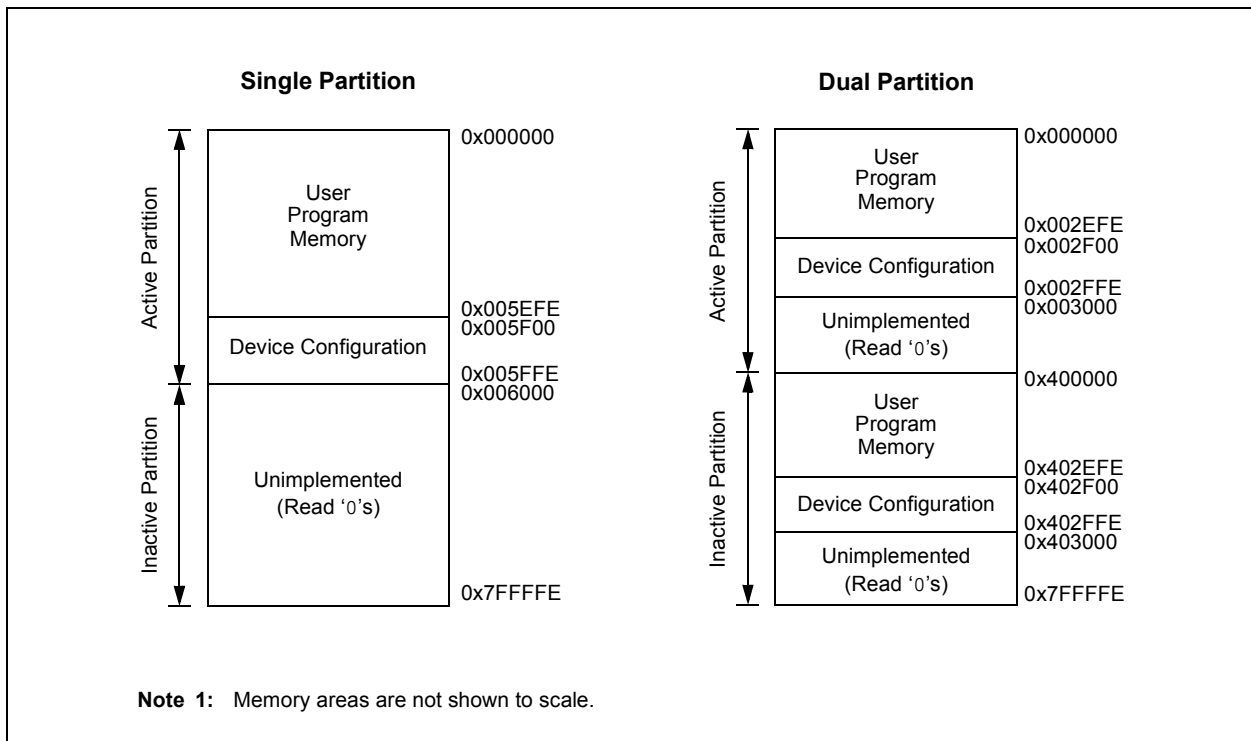 Single Partition
Active Partition
Inactive Partition
User
Program
Memory
Device Configuration
Unimplemented
(Read ‘0’s)
0x000000
0x005EFE
0x005F00
0x005FFE
0x006000
0x7FFFFE
Dual Partition
Active Partition
Inactive Partition
User
Program
Memory
Device Configuration
Unimplemented
(Read ‘0’s)
User
Program
Memory
Device Configuration
Unimplemented
(Read ‘0’s)
0x000000
0x002EFE
0x002F00
0x002FFE
0x003000
0x400000
0x402EFE
0x402F00
0x402FFE
0x403000
0x7FFFFE
Note 1: Memory areas are not shown to scale.